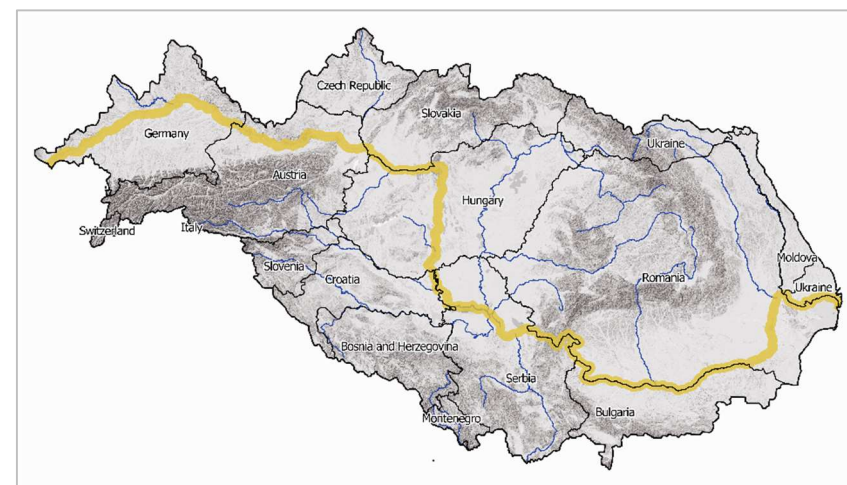 Czech Republic
Slovakia
Germany
Ukraine
Austria
Hungary
Switzerland
Italy
Moldova
Slovenia
Romania
Croatia
Ukraine
Bosnia and Herzegovina
Serbia
Bulgaria
Montenegro